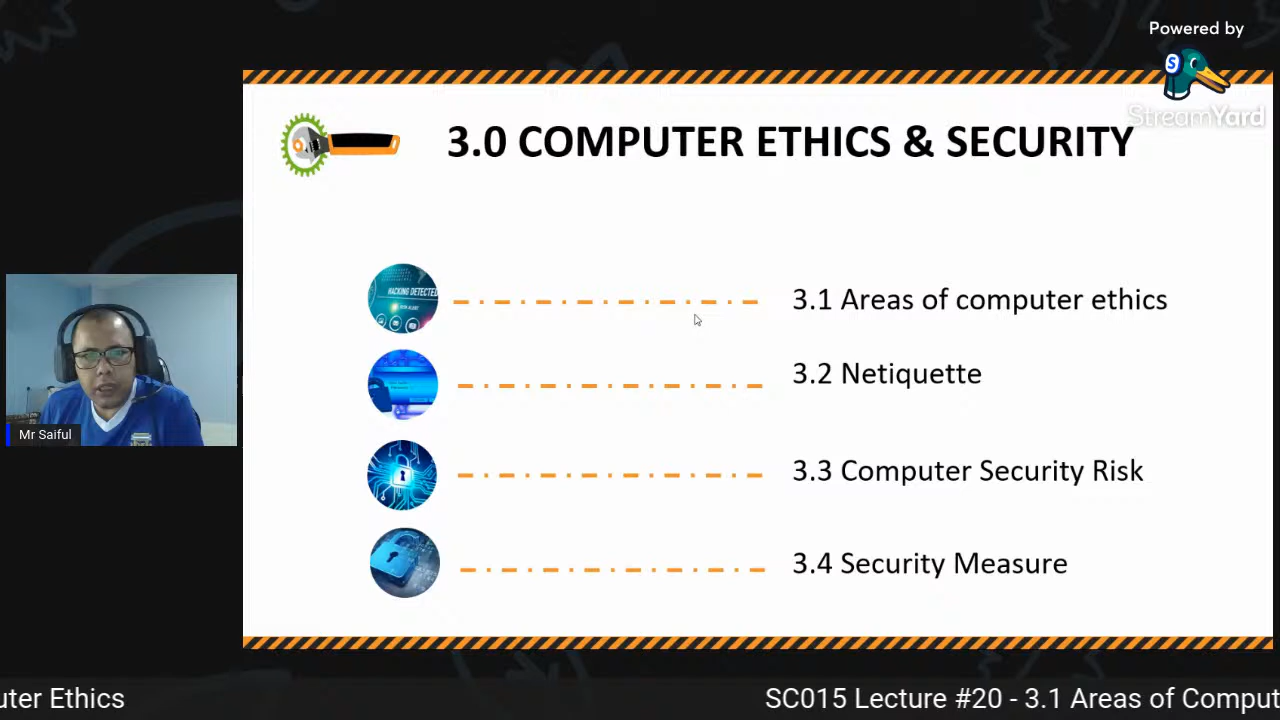 Powered by
S
StreamYard
3.0 COMPUTER ETHICS & SECURITY
HACKING DETECTED
3.1 Areas of computer ethics
3.2 Netiquette
3.3 Computer Security Risk
3.4 Security Measure
Mr Saiful
uter Ethics
SC015 Lecture #20 - 3.1 Areas of Comput